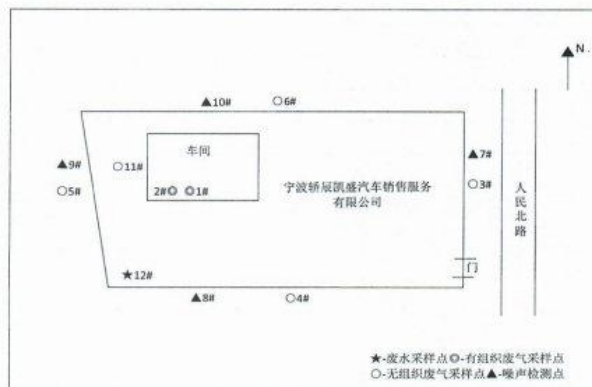 N.
▲10#
○6#
车间
▲9#
○11#
▲7#
○5#
2#◎
◎1#
宁波轿辰凯盛汽车销售服务
有限公司
○3#
人民北路
门
★12#
▲8#
○4#
★-废水采样点◎-有组织废气采样点
○-无组织废气采样点▲-噪声检测点